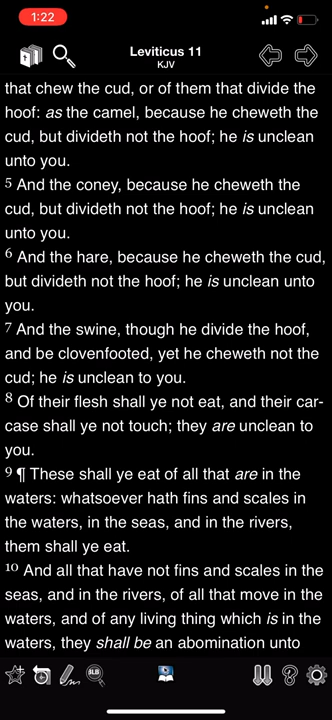 1:22
Leviticus 11
KJV
that chew the cud, or of them that divide the
hoof: as the camel, because he cheweth the
cud, but divideth not the hoof; he is unclean
unto you.
5 And the coney, because he cheweth the
cud, but divideth not the hoof; he is unclean
unto you.
6 And the hare, because he cheweth the cud,
but divideth not the hoof; he is unclean unto
you.
7 And the swine, though he divide the hoof,
and be clovenfooted, yet he cheweth not the
cud; he is unclean to you.
8 Of their flesh shall ye not eat, and their car-
case shall ye not touch; they are unclean to
you.
9 ¶ These shall ye eat of all that are in the
waters: whatsoever hath fins and scales in
the waters, in the seas, and in the rivers,
them shall ye eat.
10 And all that have not fins and scales in the
seas, and in the rivers, of all that move in the
waters, and of any living thing which is in the
waters, they shall be an abomination unto
BLB